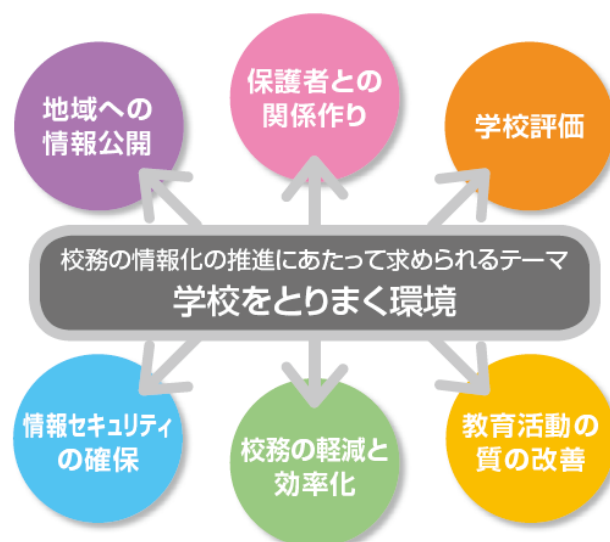 地域への
情報公開
保護者との
関係作り
学校評価
校務の情報化の推進にあたって求められるテーマ
学校をとりまく環境
情報セキュリティ
の確保
校務の軽減と
効率化
教育活動の
質の改善